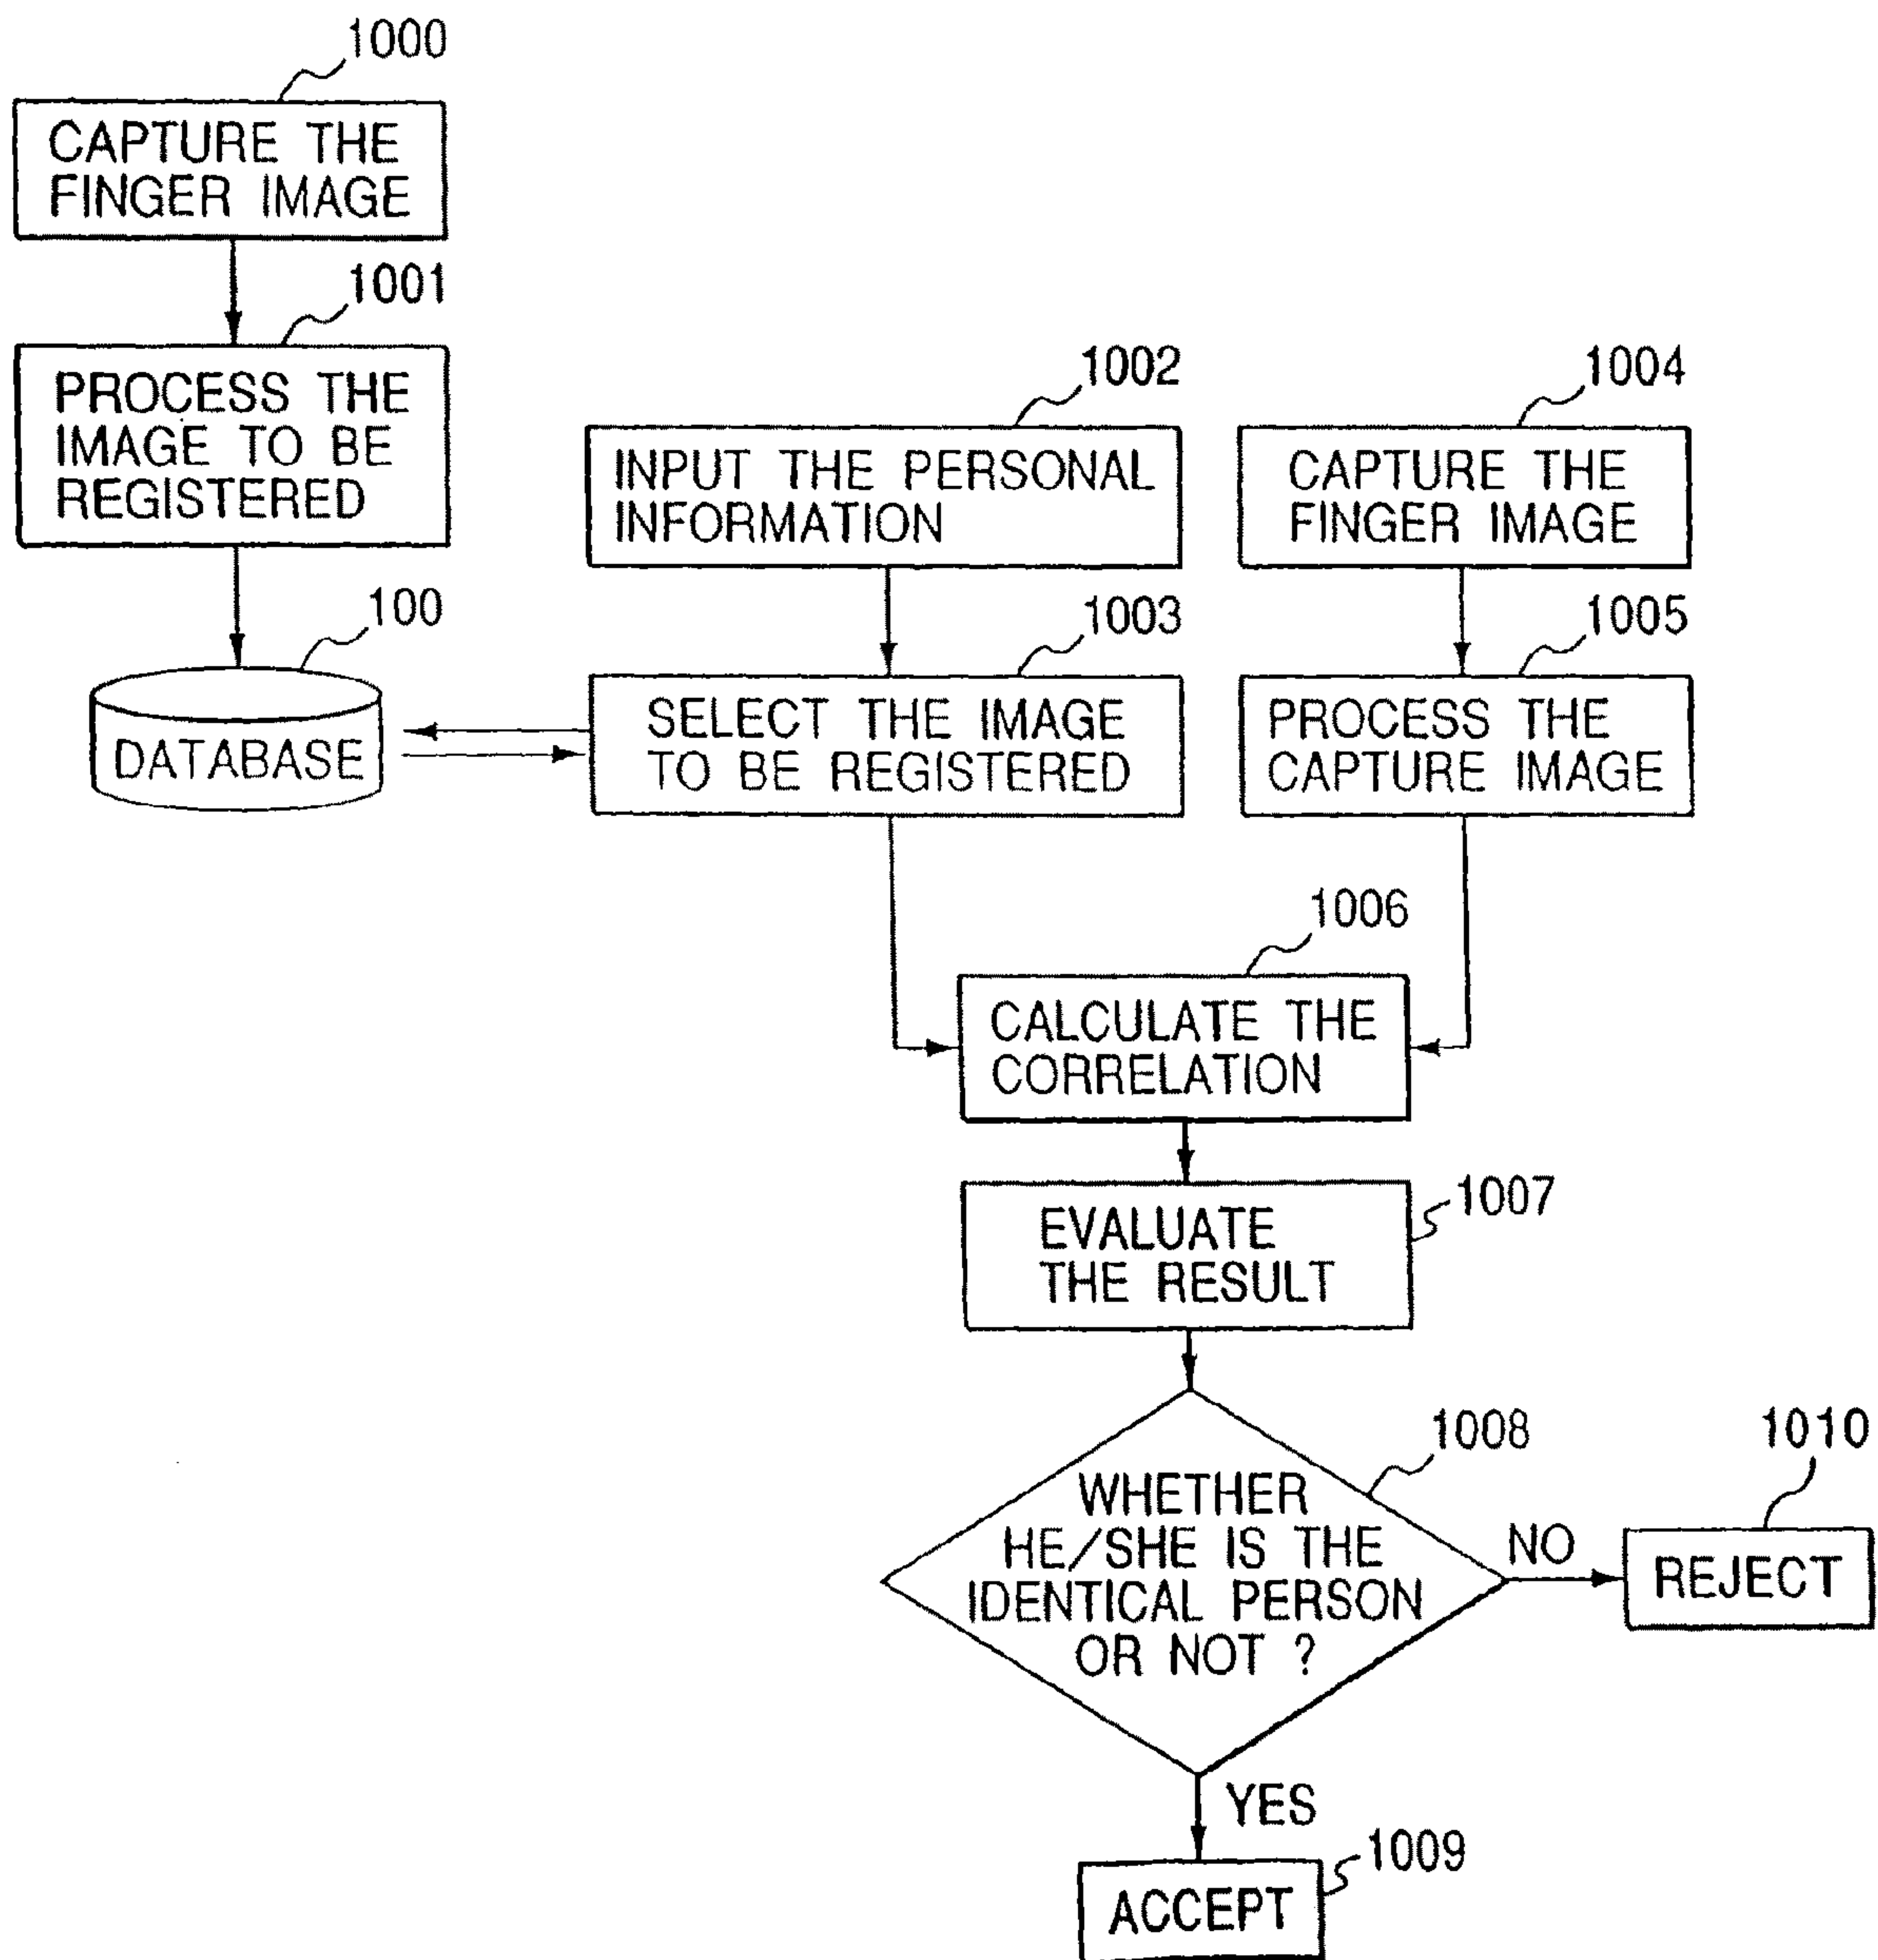 1000
CAPTURE THE
FINGER IMAGE
1001
PROCESS THE
IMAGE TO BE
REGISTERED
100
DATABASE
1002
INPUT THE PERSONAL
INFORMATION
1003
SELECT THE IMAGE
TO BE REGISTERED
1004
CAPTURE THE
FINGER IMAGE
1005
PROCESS THE
CAPTURE IMAGE
1006
CALCULATE THE
CORRELATION
1007
EVALUATE
THE RESULT
1008
WHETHER
HE/SHE IS THE
IDENTICAL PERSON
OR NOT ?
NO
1010
REJECT
YES
1009
ACCEPT